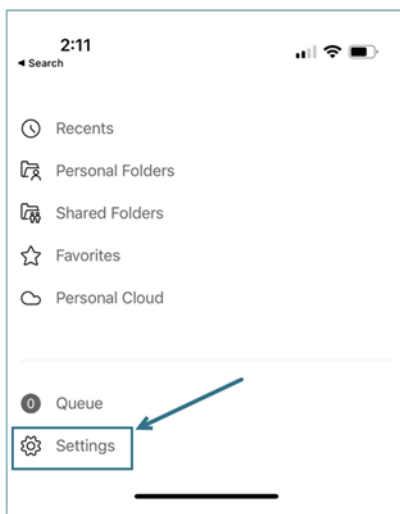 2:11
◄ Search
Recents
Personal Folders
Shared Folders
Favorites
Personal Cloud
0 Queue
Settings